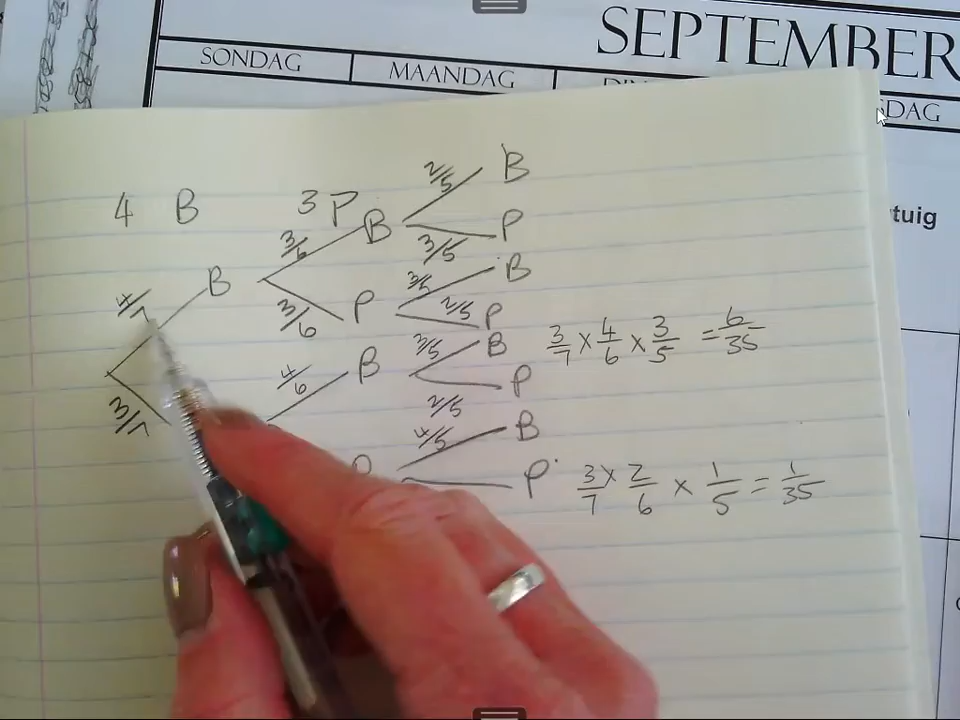 SEPTEMBER
SONDAG MAANDAG DAG
tuig
4 B 3 P
2/5 B
3/6 B
3/5 P
4/7 B
3/5 B
3/6 P
2/5 P
3/5 B
3/7 × 4/6 × 3/5 = 6/35
4/6 B
P
3/7
2/5
4/5 B
P
3/7 × 2/6 × 1/5 = 1/35